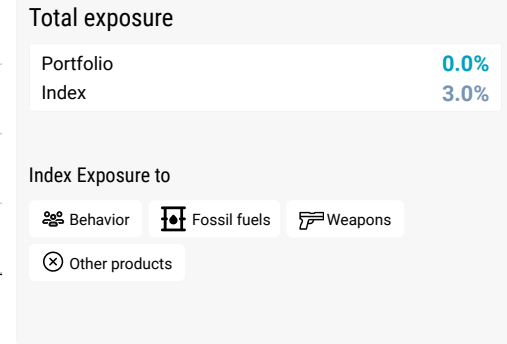 Total exposure
Portfolio 0.0%
Index 3.0%
Index Exposure to
Behavior Fossil fuels Weapons
Other products